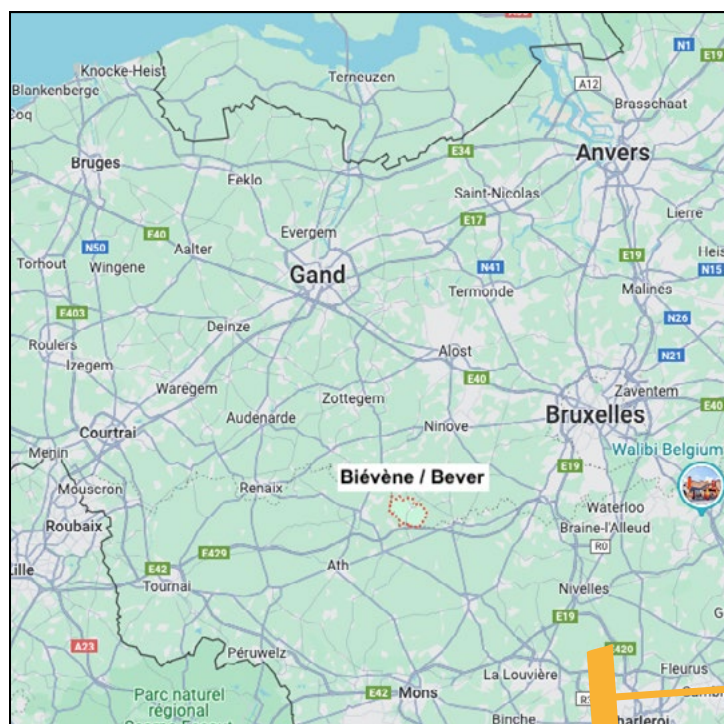 N1
E19
Knocke-Heist
Terneuzen
A12
Blankenberge
Brasschaat
Coq
Bruges
E34
Anvers
Eeklo
Saint-Nicolas
Lierre
E17
Evergem
E40
N50
Aalter
E19
Heis
Torhout
Wingene
Gand
N41
N15
Termonde
Malines
E403
Deinze
N26
Roulers
Alost
N21
Izegem
E40
Zaventem
Waregem
Zottegem
E40
Audenarde
Bruxelles
Courtrai
Ninove
Menin
E19
Walibi Belgium
Biévène / Bever
Mouscron
Renaix
Waterloo
Roubaix
Braine-l'Alleud
R0
E429
Lille
E42
Ath
Tournai
Nivelles
E19
A23
E420
Péruwelz
La Louvière
Fleurus
Parc naturel
régional
E42
Mons
Binche